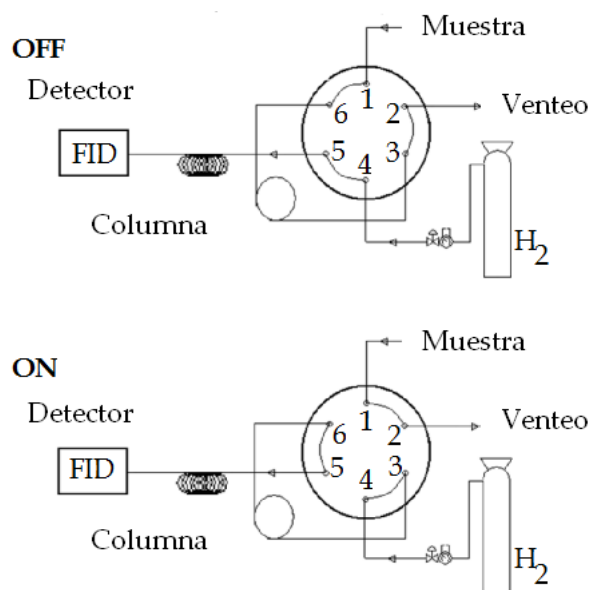 Muestra
OFF
Detector
1
6
2
Venteo
FID
5
4
3
Columna
H2
Muestra
ON
Detector
1
6
2
Venteo
FID
5
4
3
Columna
H2